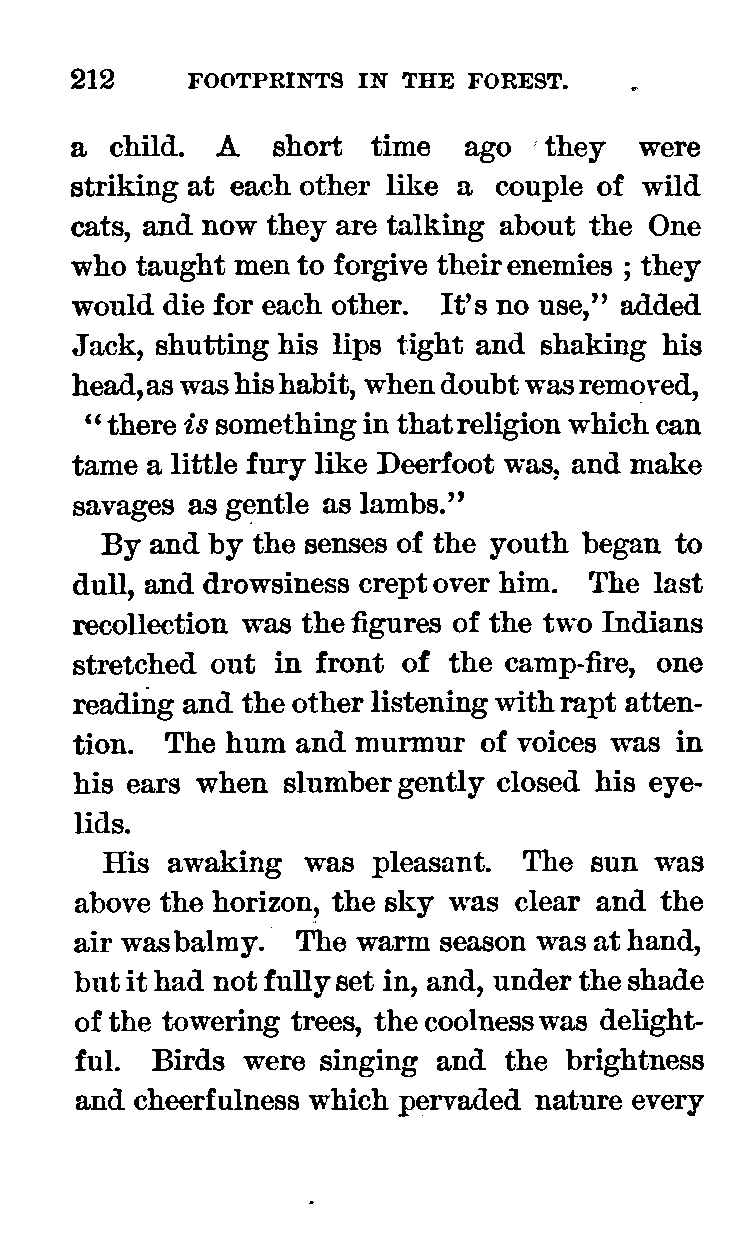 212 FOOTPRINTS IN THE FOREST.
a child. A short time ago they were
striking at each other like a couple of wild
cats, and now they are talking about the One
who taught men to forgive their enemies ; they
would die for each other. It's no use," added
Jack, shutting his lips tight and shaking his
head, as was his habit, when doubt was removed,
"there is something in that religion which can
tame a little fury like Deerfoot was, and make
savages as gentle as lambs."
By and by the senses of the youth began to
dull, and drowsiness crept over him. The last
recollection was the figures of the two Indians
stretched out in front of the camp-fire, one
reading and the other listening with rapt atten-
tion. The hum and murmur of voices was in
his ears when slumber gently closed his eye-
lids.
His awaking was pleasant. The sun was
above the horizon, the sky was clear and the
air was balmy. The warm season was at hand,
but it had not fully set in, and, under the shade
of the towering trees, the coolness was delight-
ful. Birds were singing and the brightness
and cheerfulness which pervaded nature every